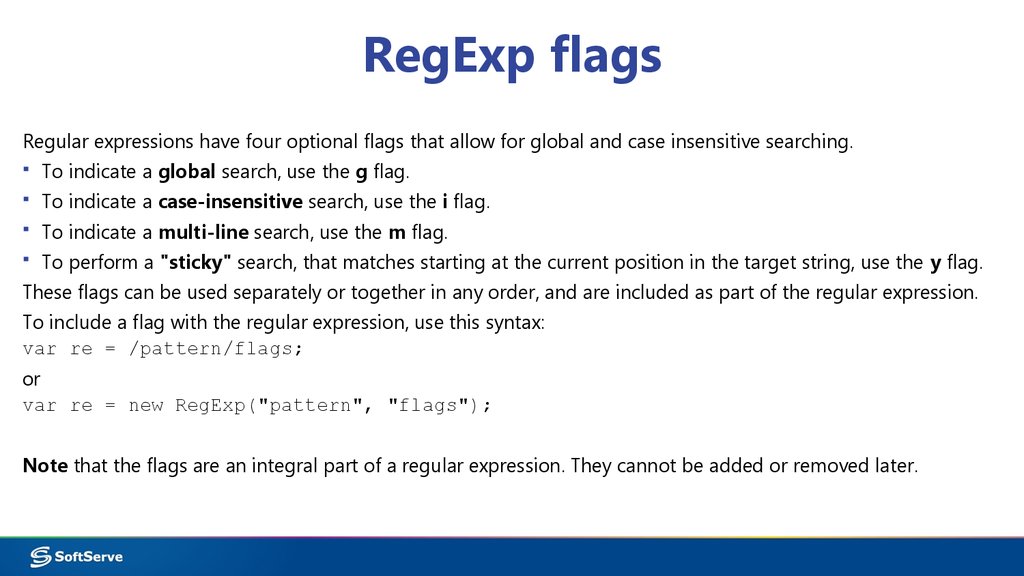 RegExp flags
Regular expressions have four optional flags that allow for global and case insensitive searching.
▪ To indicate a global search, use the g flag.
▪ To indicate a case-insensitive search, use the i flag.
▪ To indicate a multi-line search, use the m flag.
▪ To perform a "sticky" search, that matches starting at the current position in the target string, use the y flag.
These flags can be used separately or together in any order, and are included as part of the regular expression.
To include a flag with the regular expression, use this syntax:
var re = /pattern/flags;
or
var re = new RegExp("pattern", "flags");
Note that the flags are an integral part of a regular expression. They cannot be added or removed later.
SoftServe